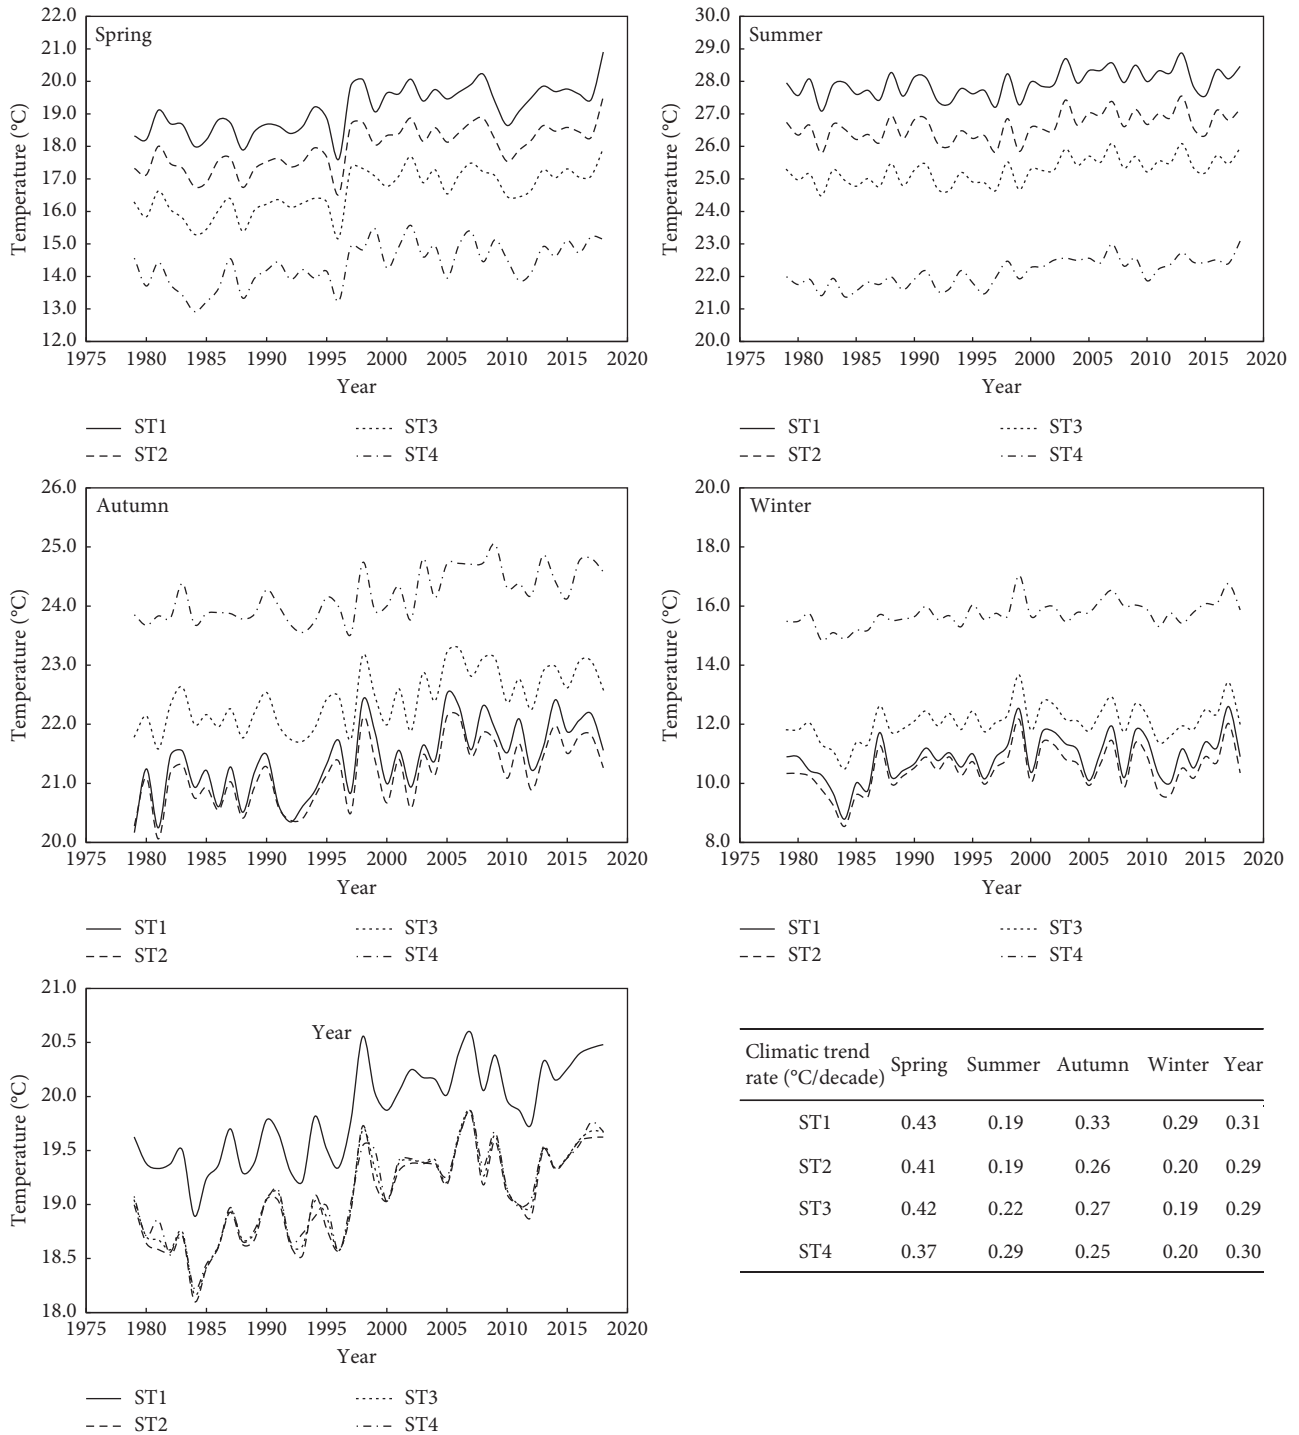 Spring
Temperature (°C)
22.0
21.0
20.0
19.0
18.0
17.0
16.0
15.0
14.0
13.0
12.0
1975 1980 1985 1990 1995 2000 2005 2010 2015 2020
Year
ST1
ST2
ST3
ST4
Summer
Temperature (°C)
30.0
29.0
28.0
27.0
26.0
25.0
24.0
23.0
22.0
21.0
20.0
1975 1980 1985 1990 1995 2000 2005 2010 2015 2020
Year
ST1
ST2
ST3
ST4
Autumn
Temperature (°C)
26.0
25.0
24.0
23.0
22.0
21.0
20.0
1975 1980 1985 1990 1995 2000 2005 2010 2015 2020
Year
ST1
ST2
ST3
ST4
Winter
Temperature (°C)
20.0
18.0
16.0
14.0
12.0
10.0
8.0
1975 1980 1985 1990 1995 2000 2005 2010 2015 2020
Year
ST1
ST2
ST3
ST4
Year
Temperature (°C)
21.0
20.5
20.0
19.5
19.0
18.5
18.0
1975 1980 1985 1990 1995 2000 2005 2010 2015 2020
Year
ST1
ST2
ST3
ST4
Climatic trend
rate (°C/decade) Spring Summer Autumn Winter Year
ST1 0.43 0.19 0.33 0.29 0.31
ST2 0.41 0.19 0.26 0.20 0.29
ST3 0.42 0.22 0.27 0.19 0.29
ST4 0.37 0.29 0.25 0.20 0.30